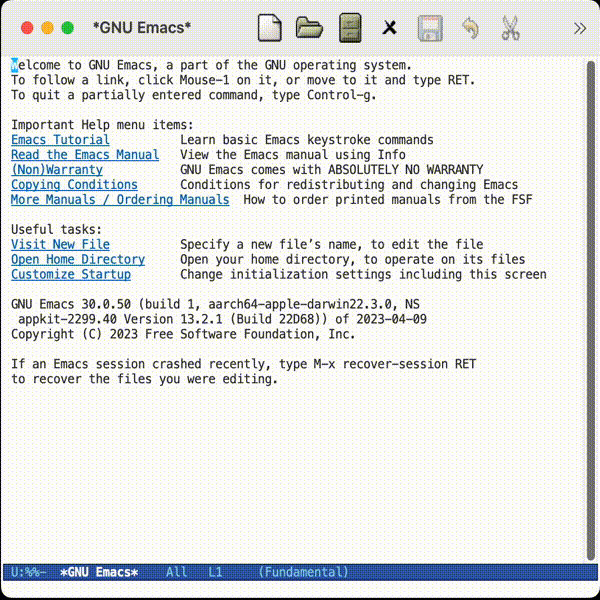 *GNU Emacs*
Welcome to GNU Emacs, a part of the GNU operating system.
To follow a link, click Mouse-1 on it, or move to it and type RET.
To quit a partially entered command, type Control-g.
Important Help menu items:
Emacs Tutorial Learn basic Emacs keystroke commands
Read the Emacs Manual View the Emacs manual using Info
(Non)Warranty GNU Emacs comes with ABSOLUTELY NO WARRANTY
Copying Conditions Conditions for redistributing and changing Emacs
More Manuals / Ordering Manuals How to order printed manuals from the FSF
Useful tasks:
Visit New File Specify a new file’s name, to edit the file
Open Home Directory Open your home directory, to operate on its files
Customize Startup Change initialization settings including this screen
GNU Emacs 30.0.50 (build 1, aarch64-apple-darwin22.3.0, NS
appkit-2299.40 Version 13.2.1 (Build 22D68)) of 2023-04-09
Copyright (C) 2023 Free Software Foundation, Inc.
If an Emacs session crashed recently, type M-x recover-session RET
to recover the files you were editing.
U:%%- *GNU Emacs* All L1 (Fundamental)